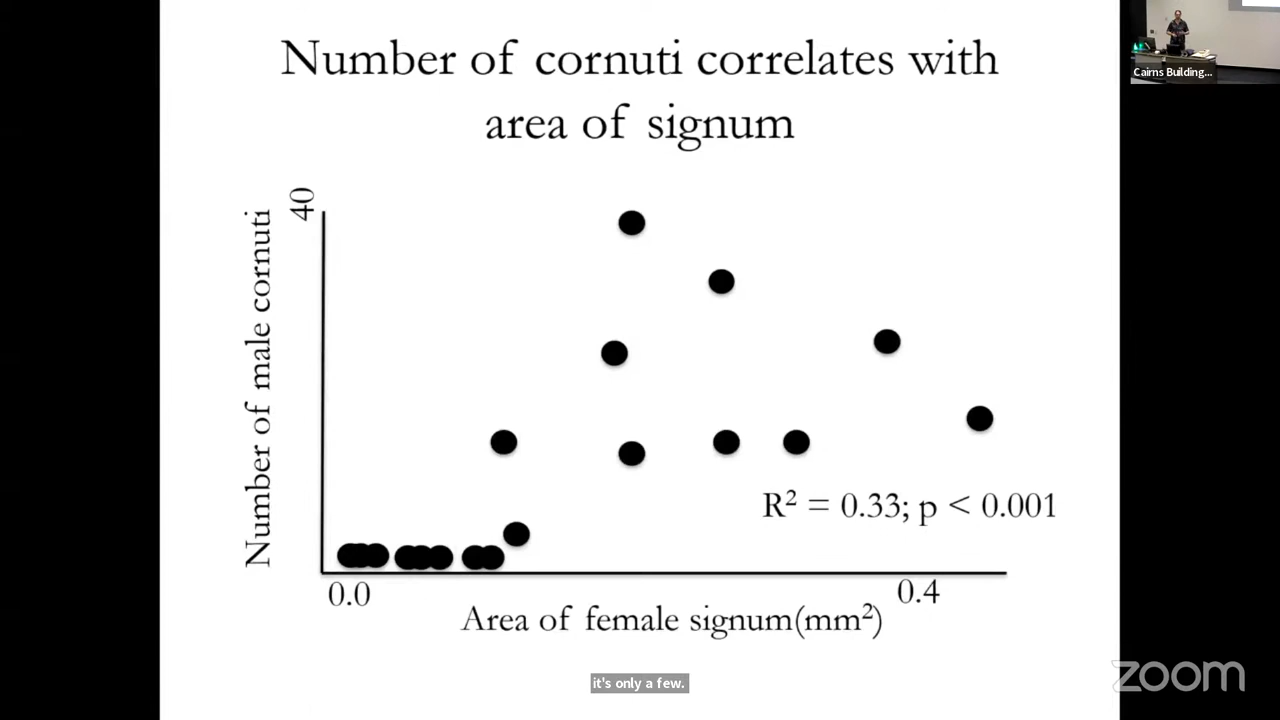 Number of cornuti correlates with
area of signum
Cairns Building...
40
Number of male cornuti
R² = 0.33; p < 0.001
0.0
0.4
Area of female signum(mm²)
it's only a few.
zoom